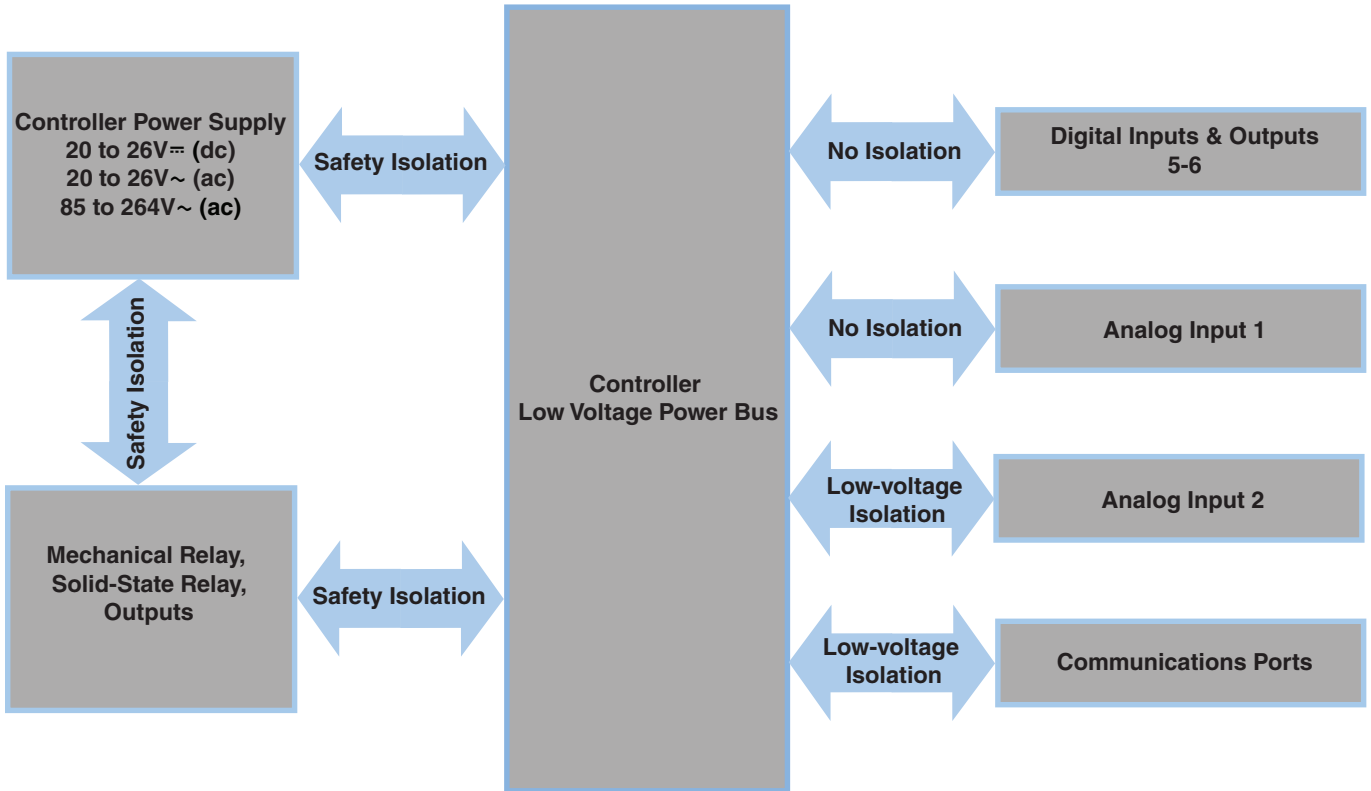 Controller Power Supply
20 to 26V⎓ (dc)
20 to 26V~ (ac)
85 to 264V~ (ac)
Safety Isolation
Safety Isolation
Mechanical Relay,
Solid-State Relay,
Outputs
Safety Isolation
Controller
Low Voltage Power Bus
No Isolation
Digital Inputs & Outputs
5-6
No Isolation
Analog Input 1
Low-voltage
Isolation
Analog Input 2
Low-voltage
Isolation
Communications Ports